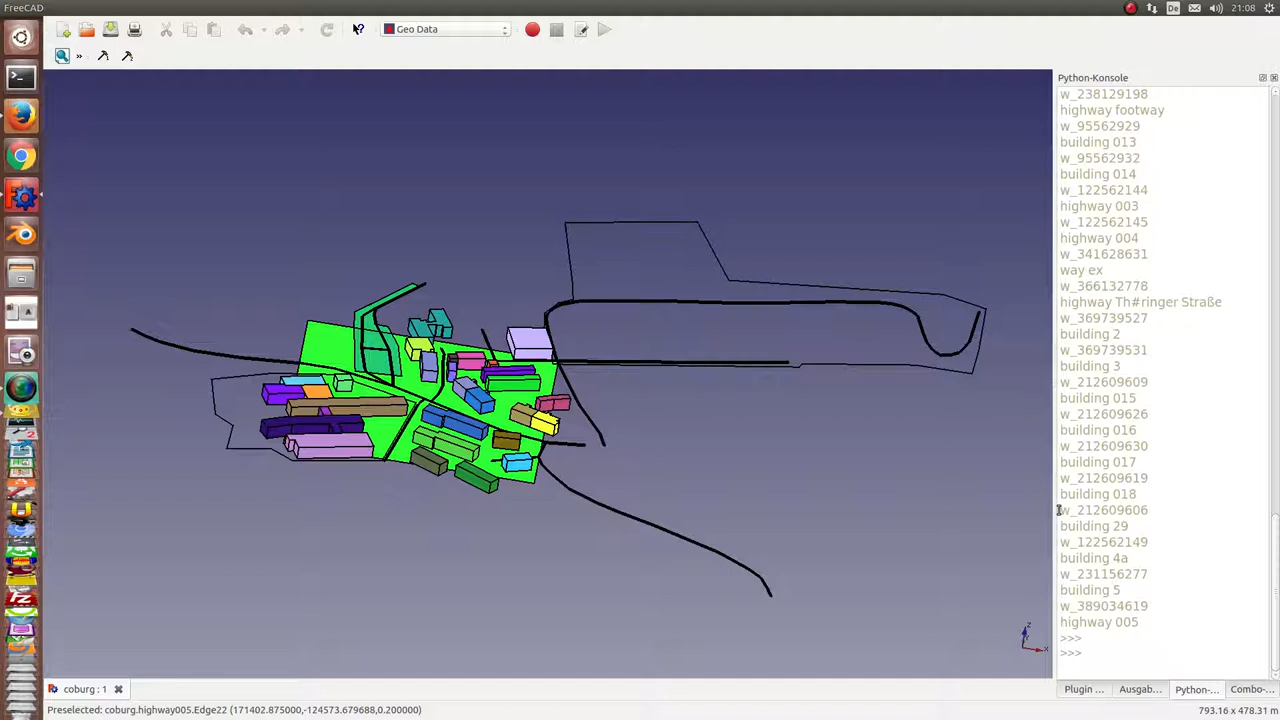 FreeCAD
De
21:08
Geo Data
Python-Konsole
w_238129198
highway footway
w_95562929
building 013
w_95562932
building 014
w_122562144
highway 003
w_122562145
highway 004
w_341628631
way ex
w_366132778
highway Th#ringer Straße
w_369739527
building 2
w_369739531
building 3
w_212609609
building 015
w_212609626
building 016
w_212609630
building 017
w_212609619
building 018
w_212609606
building 29
w_122562149
building 4a
w_231156277
building 5
w_389034619
highway 005
>>>
>>>
coburg : 1
Plugin ...
Ausgab...
Python-...
Combo-...
Preselected: coburg.highway005.Edge22 (171402.875000,-124573.679688,0.200000)
793.16 x 478.31 m